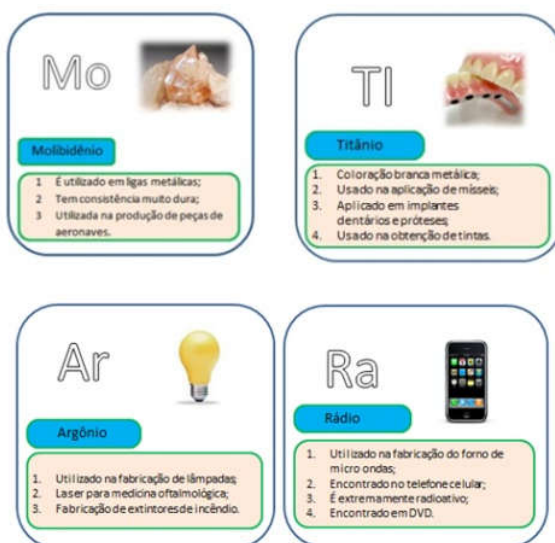 Mo
Molibidênio
1 É utilizado em ligas metálicas;
2 Tem consistência muito dura;
3 Utilizada na produção de peças de
aeronaves.
TI
Titânio
1. Coloração branca metálica;
2. Usado na aplicação de mísseis;
3. Aplicado em implantes
dentários e próteses;
4. Usado na obtenção de tintas.
Ar
Argônio
1. Utilizado na fabricação de lâmpadas;
2. Laser para medicina oftalmológica;
3. Fabricação de extintores de incêndio.
Ra
Rádio
1. Utilizado na fabricação do forno de
micro ondas;
2. Encontrado no telefone celular;
3. É extremamente radioativo;
4. Encontrado em DVD.